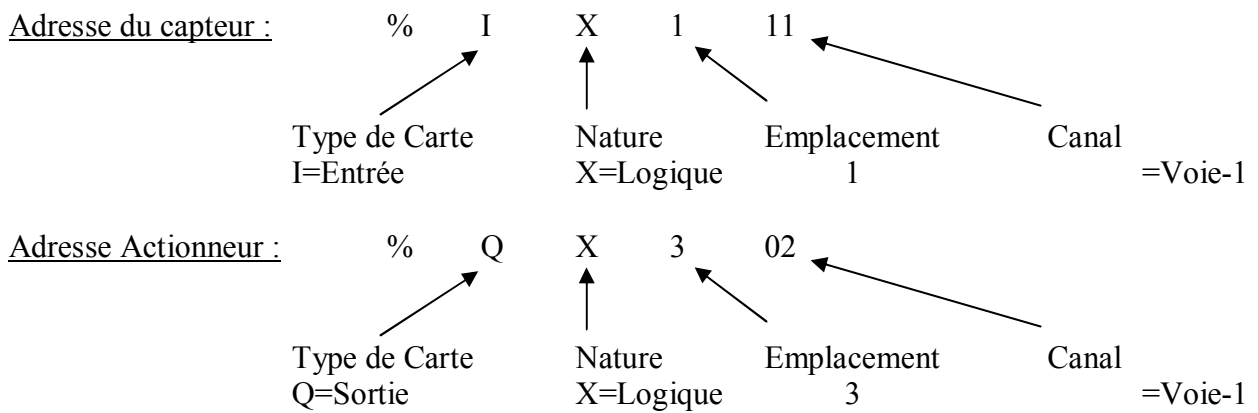 Adresse du capteur : % I X 1 11
Type de Carte Nature Emplacement Canal
I=Entrée X=Logique 1 =Voie-1
Adresse Actionneur : % Q X 3 02
Type de Carte Nature Emplacement Canal
Q=Sortie X=Logique 3 =Voie-1